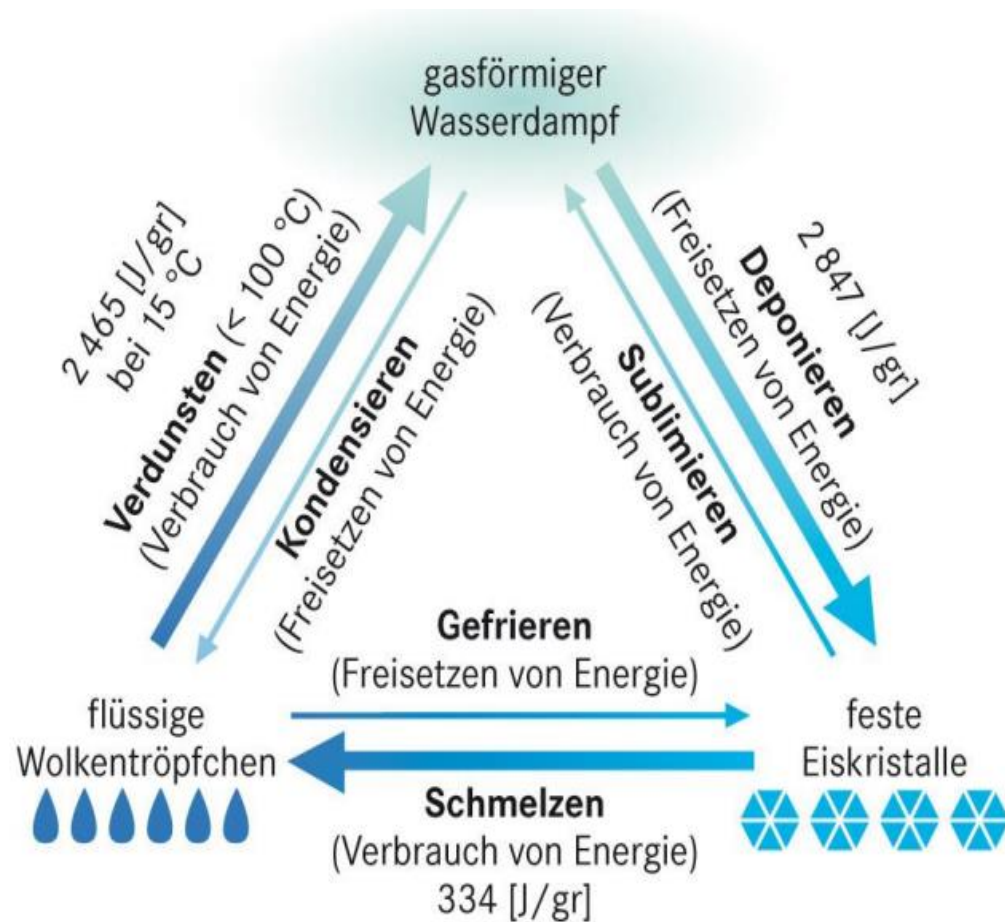 gasförmiger
Wasserdampf
2 465 [J/gr]
bei 15 °C
Verdunsten (< 100 °C)
(Verbrauch von Energie)
Kondensieren
(Freisetzen von Energie)
(Verbrauch von Energie)
Sublimieren
(Freisetzen von Energie)
Deponieren
2 847 [J/gr]
Gefrieren
(Freisetzen von Energie)
flüssige
Wolkentröpfchen
feste
Eiskristalle
Schmelzen
(Verbrauch von Energie)
334 [J/gr]